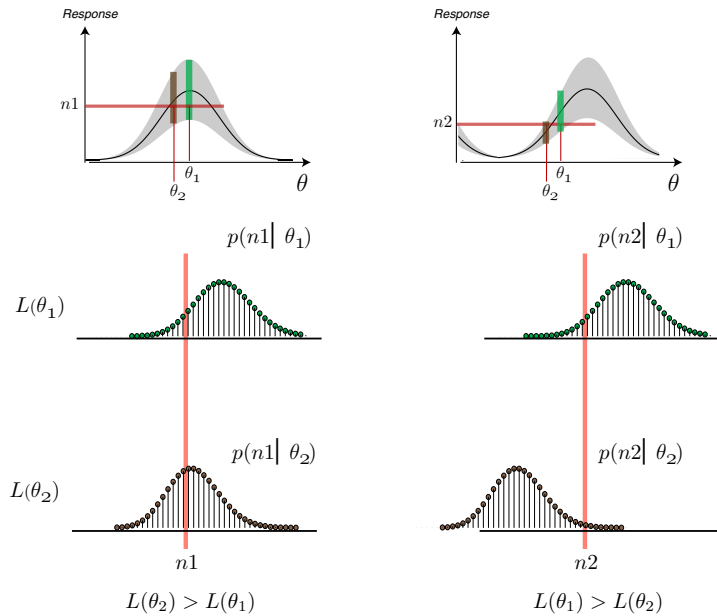 Response
Response
n1
n2
θ
θ
θ₁
θ₂
θ₁
θ₂
p(n1| θ₁)
p(n2| θ₁)
L(θ₁)
p(n1| θ₂)
p(n2| θ₂)
L(θ₂)
n1
n2
L(θ₂) > L(θ₁)
L(θ₁) > L(θ₂)